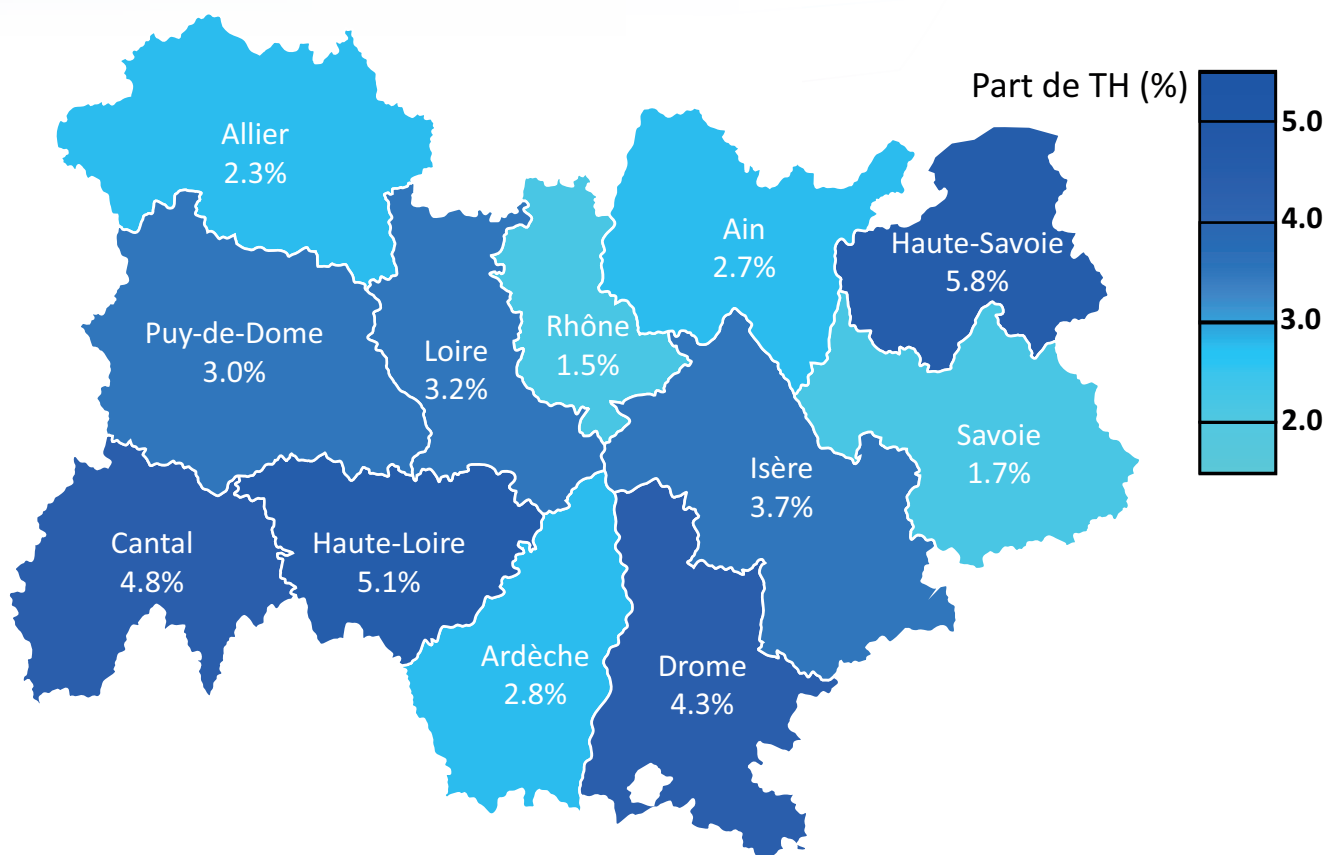 Part de TH (%)
5.0
4.0
3.0
2.0
Allier
2.3%
Ain
2.7%
Haute-Savoie
5.8%
Puy-de-Dome
3.0%
Loire
3.2%
Rhône
1.5%
Savoie
1.7%
Isère
3.7%
Cantal
4.8%
Haute-Loire
5.1%
Ardèche
2.8%
Drome
4.3%